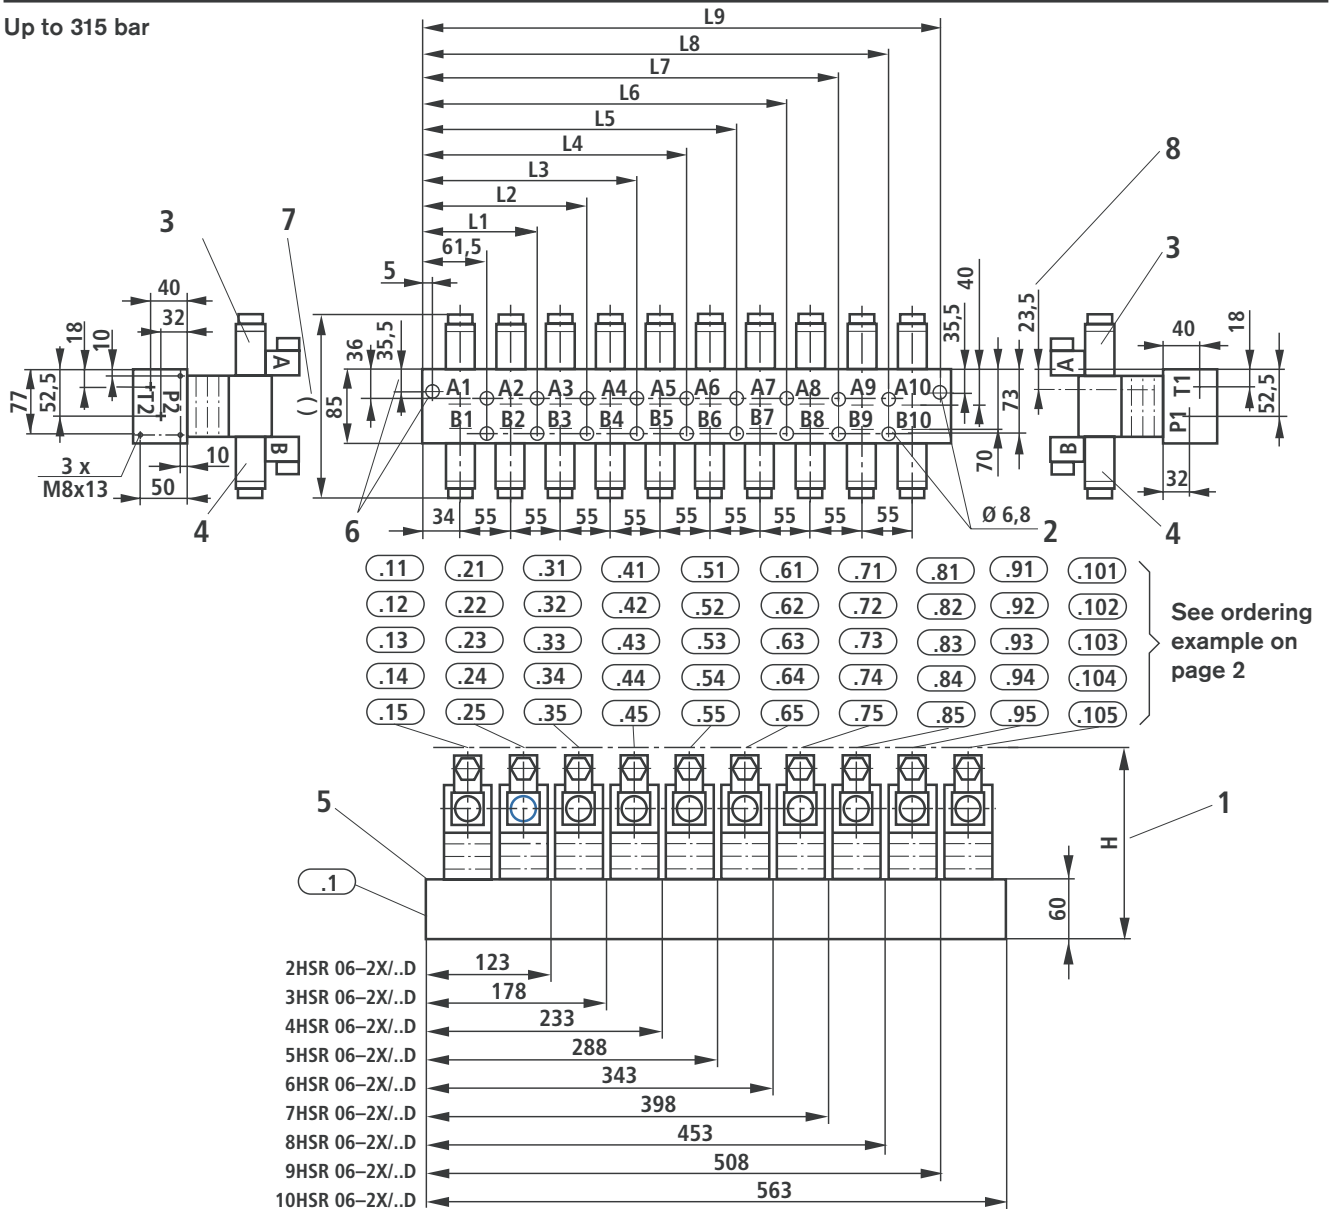 Up to 315 bar
L9
L8
L7
L6
L5
L4
L3
L2
L1
61,5
5
3
7
8
3
40
32
18
10
77
52,5
T2
P2
A
B
10
3 x
M8x13
50
4
36
35,5
( )
85
A1 A2 A3 A4 A5 A6 A7 A8 A9 A10
B1 B2 B3 B4 B5 B6 B7 B8 B9 B10
40
35,5
73
70
23,5
40
18
A
T1
P1
B
52,5
32
6
34 55 55 55 55 55 55 55 55 55
Ø 6,8
2
4
.11 .21 .31 .41 .51 .61 .71 .81 .91 .101
.12 .22 .32 .42 .52 .62 .72 .82 .92 .102
.13 .23 .33 .43 .53 .63 .73 .83 .93 .103
.14 .24 .34 .44 .54 .64 .74 .84 .94 .104
.15 .25 .35 .45 .55 .65 .75 .85 .95 .105
See ordering
example on
page 2
5
1
H
.1
60
2HSR 06–2X/..D 123
3HSR 06–2X/..D 178
4HSR 06–2X/..D 233
5HSR 06–2X/..D 288
6HSR 06–2X/..D 343
7HSR 06–2X/..D 398
8HSR 06–2X/..D 453
9HSR 06–2X/..D 508
10HSR 06–2X/..D 563